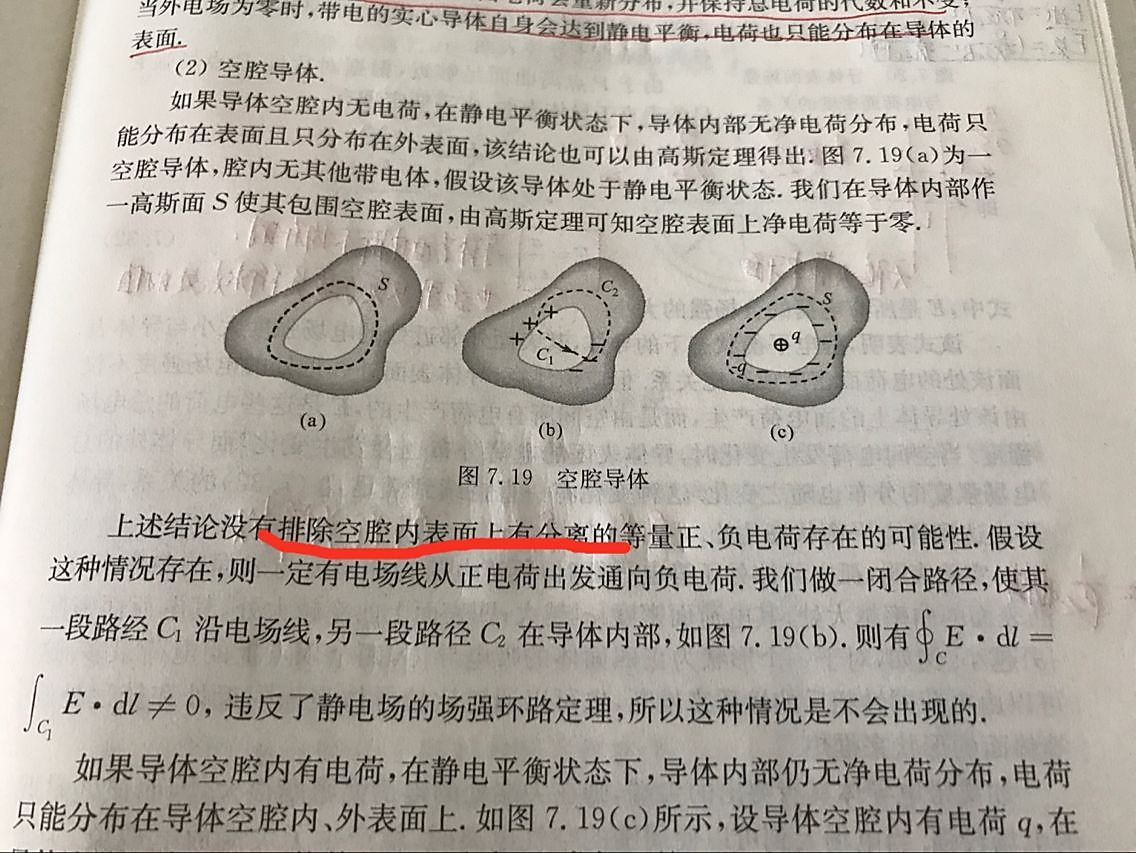 当外电场为零时,带电的实心导体自身会达到静电平衡,电荷也只能分布在导体的
表面.
(2) 空腔导体.
如果导体空腔内无电荷,在静电平衡状态下,导体内部无净电荷分布,电荷只
能分布在表面且只分布在外表面,该结论也可以由高斯定理得出.图 7.19(a)为一
空腔导体,腔内无其他带电体,假设该导体处于静电平衡状态.我们在导体内部作
一高斯面 S 使其包围空腔表面,由高斯定理可知空腔表面上净电荷等于零.
S
C₂
C₁
S
q
-q
(a)
(b)
(c)
图 7.19 空腔导体
上述结论没有排除空腔内表面上有分离的等量正、负电荷存在的可能性.假设
这种情况存在,则一定有电场线从正电荷出发通向负电荷.我们做一闭合路径,使其
一段路经 C₁ 沿电场线,另一段路径 C₂ 在导体内部,如图 7.19(b).则有∮_C E·dl =
∫_C₁ E·dl ≠ 0,违反了静电场的场强环路定理,所以这种情况是不会出现的.
如果导体空腔内有电荷,在静电平衡状态下,导体内部仍无净电荷分布,电荷
只能分布在导体空腔内、外表面上.如图 7.19(c)所示,设导体空腔内有电荷 q,在